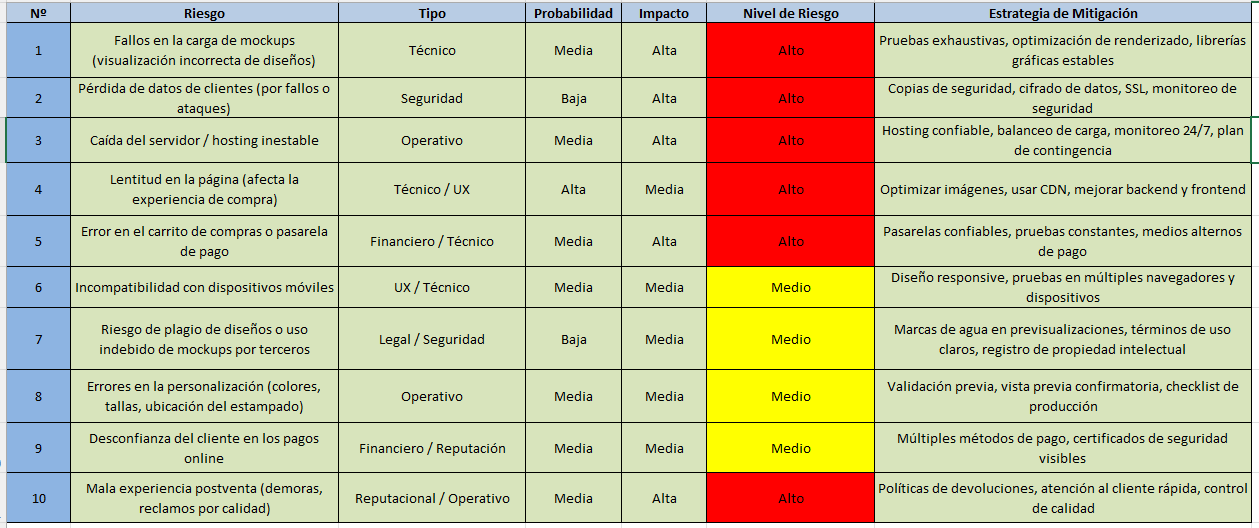 Nº Riesgo Tipo Probabilidad Impacto Nivel de Riesgo Estrategia de Mitigación
1 Fallos en la carga de mockups (visualización incorrecta de diseños) Técnico Media Alta Alto Pruebas exhaustivas, optimización de renderizado, librerías gráficas estables
2 Pérdida de datos de clientes (por fallos o ataques) Seguridad Baja Alta Alto Copias de seguridad, cifrado de datos, SSL, monitoreo de seguridad
3 Caída del servidor / hosting inestable Operativo Media Alta Alto Hosting confiable, balanceo de carga, monitoreo 24/7, plan de contingencia
4 Lentitud en la página (afecta la experiencia de compra) Técnico / UX Alta Media Alto Optimizar imágenes, usar CDN, mejorar backend y frontend
5 Error en el carrito de compras o pasarela de pago Financiero / Técnico Media Alta Alto Pasarelas confiables, pruebas constantes, medios alternos de pago
6 Incompatibilidad con dispositivos móviles UX / Técnico Media Media Medio Diseño responsive, pruebas en múltiples navegadores y dispositivos
7 Riesgo de plagio de diseños o uso indebido de mockups por terceros Legal / Seguridad Baja Media Medio Marcas de agua en previsualizaciones, términos de uso claros, registro de propiedad intelectual
8 Errores en la personalización (colores, tallas, ubicación del estampado) Operativo Media Media Medio Validación previa, vista previa confirmatoria, checklist de producción
9 Desconfianza del cliente en los pagos online Financiero / Reputación Media Media Medio Múltiples métodos de pago, certificados de seguridad visibles
10 Mala experiencia postventa (demoras, reclamos por calidad) Reputacional / Operativo Media Alta Alto Políticas de devoluciones, atención al cliente rápida, control de calidad